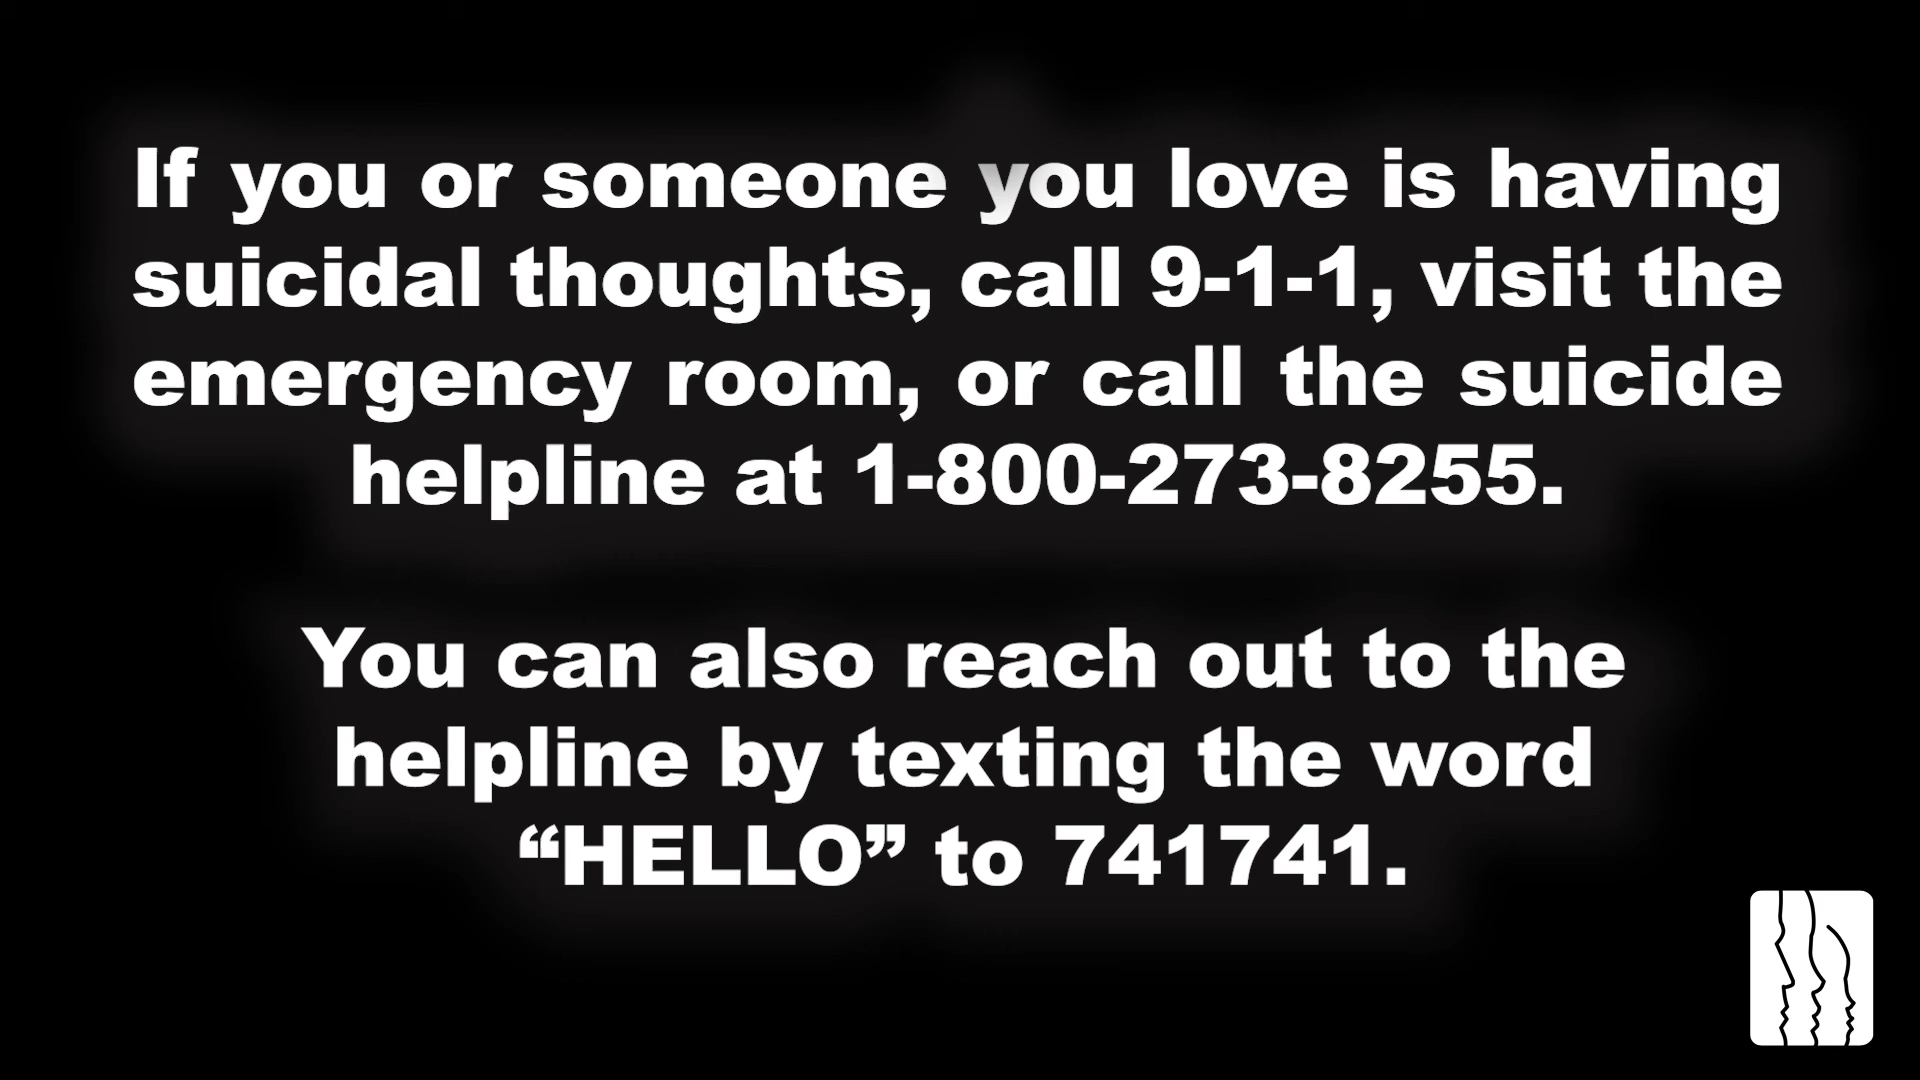 If you or someone you love is having
suicidal thoughts, call 9-1-1, visit the
emergency room, or call the suicide
helpline at 1-800-273-8255.
You can also reach out to the
helpline by texting the word
“HELLO” to 741741.